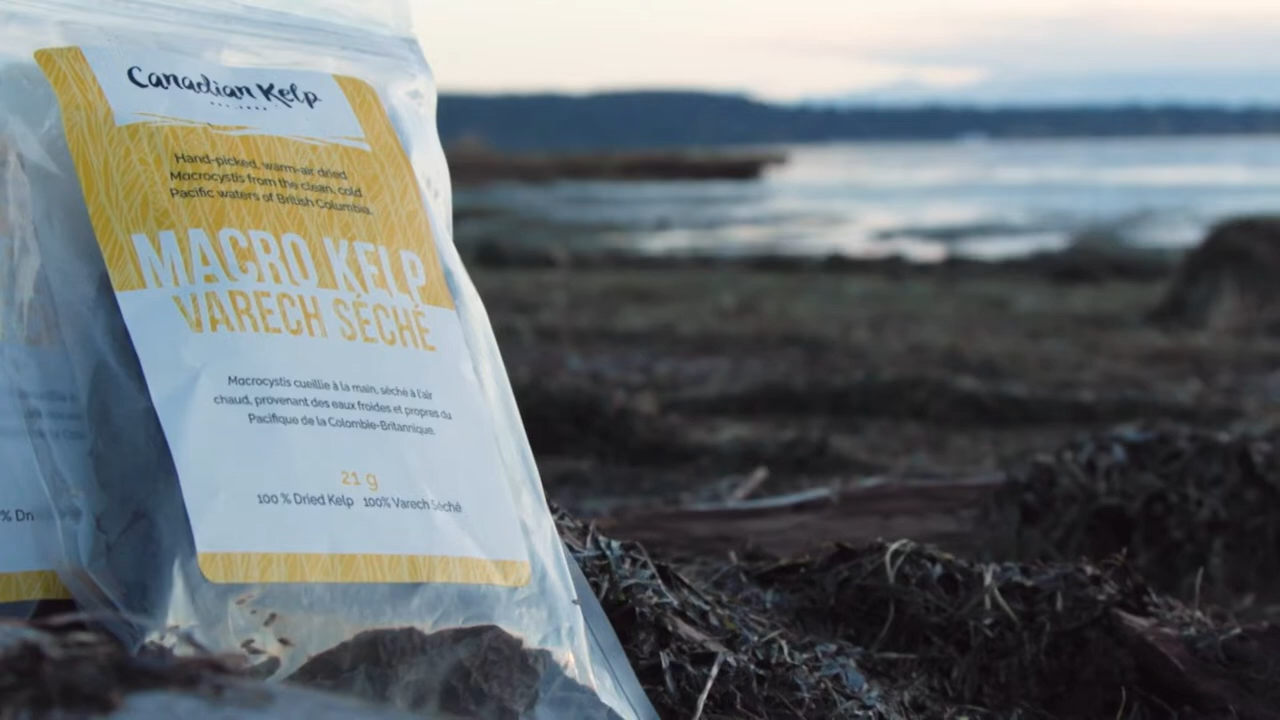 Canadian Kelp
Hand-picked, warm-air dried
Macrocystis from the clean, cold
Pacific waters of British Columbia.
MACRO KELP
VARECH SÉCHÉ
Macrocystis cueillie à la main, séché à l'air
chaud, provenant des eaux froides et propres du
Pacifique de la Colombie-Britannique.
21 g
100 % Dried Kelp 100% Varech Séché
% Dri